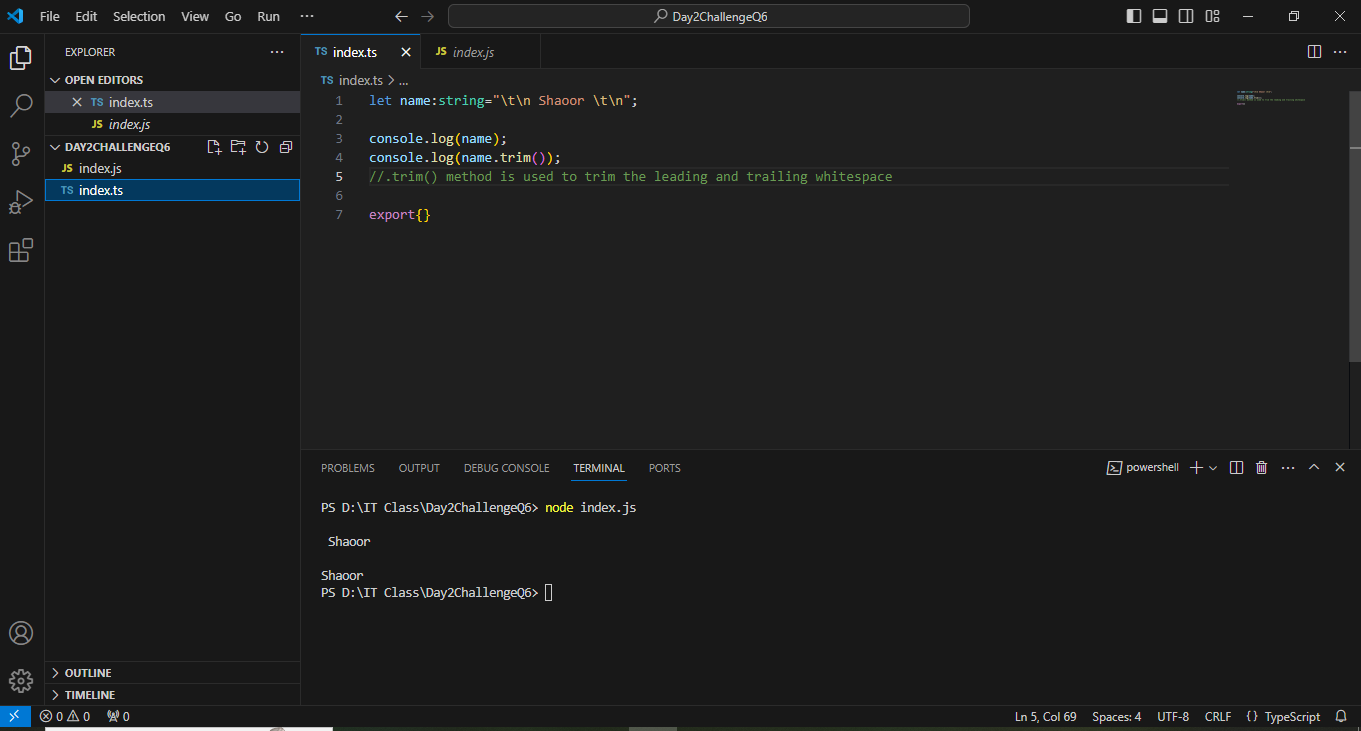 File Edit Selection View Go Run ··· Day2ChallengeQ6
EXPLORER ···
OPEN EDITORS
TS index.ts
JS index.js
DAY2CHALLENGEQ6
JS index.js
TS index.ts
OUTLINE
TIMELINE
TS index.ts JS index.js
TS index.ts > ...
1 let name:string="\t\n Shaoor \t\n";
2
3 console.log(name);
4 console.log(name.trim());
5 //.trim() method is used to trim the leading and trailing whitespace
6
7 export{}
PROBLEMS OUTPUT DEBUG CONSOLE TERMINAL PORTS powershell
PS D:\IT Class\Day2ChallengeQ6> node index.js
Shaoor
Shaoor
PS D:\IT Class\Day2ChallengeQ6>
0 0 0 Ln 5, Col 69 Spaces: 4 UTF-8 CRLF {} TypeScript